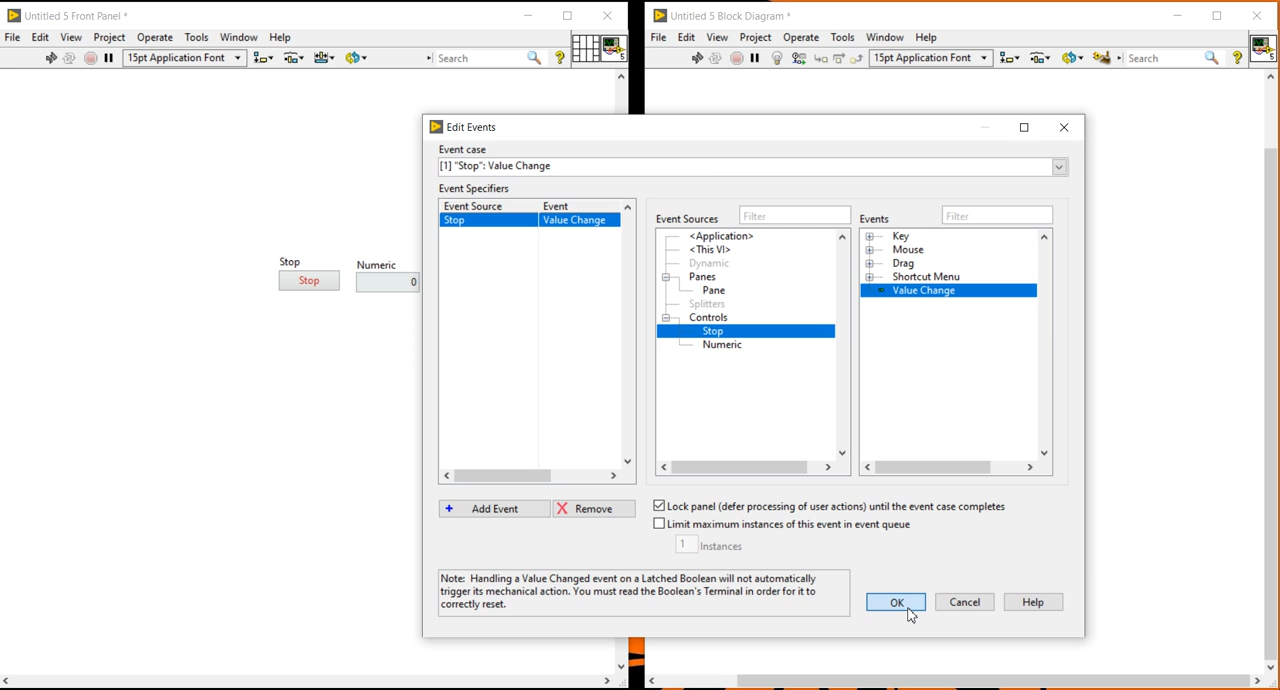 Untitled 5 Front Panel *
File Edit View Project Operate Tools Window Help
15pt Application Font
Search
?
5
Stop
Stop
Numeric
0
Untitled 5 Block Diagram *
File Edit View Project Operate Tools Window Help
15pt Application Font
Search
?
5
Edit Events
Event case
[1] "Stop": Value Change
Event Specifiers
Event Source Event
Stop Value Change
Event Sources Filter
<Application>
<This VI>
Dynamic
Panes
Pane
Splitters
Controls
Stop
Numeric
Events Filter
Key
Mouse
Drag
Shortcut Menu
Value Change
Add Event
Remove
Lock panel (defer processing of user actions) until the event case completes
Limit maximum instances of this event in event queue
1 Instances
Note: Handling a Value Changed event on a Latched Boolean will not automatically
trigger its mechanical action. You must read the Boolean's Terminal in order for it to
correctly reset.
OK Cancel Help